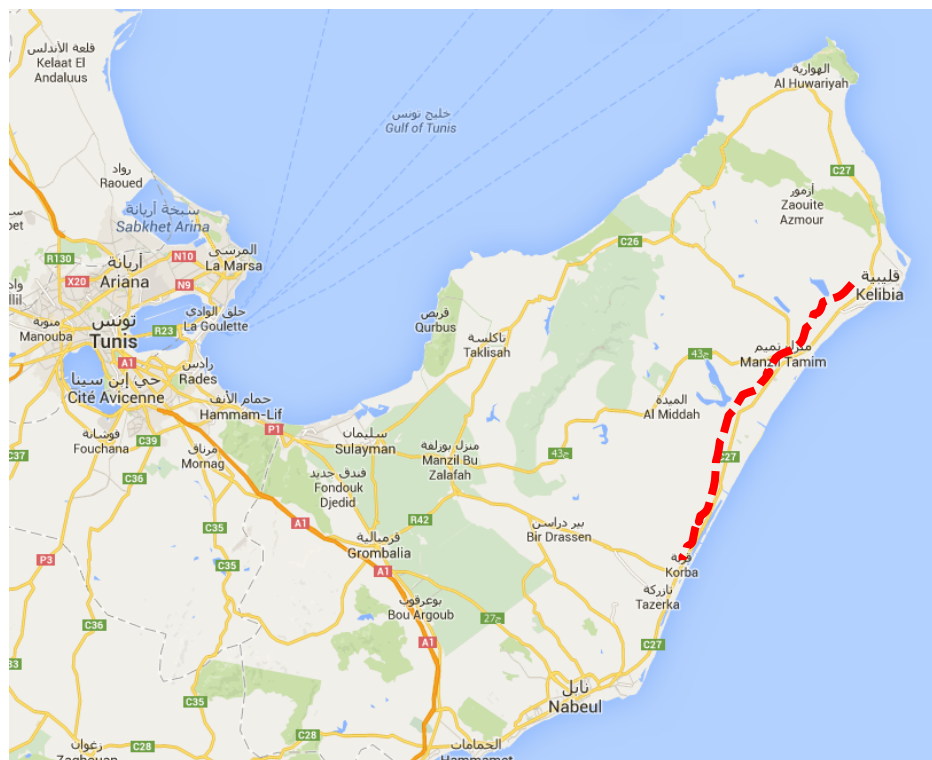 قلعة الأندلس
Kelaat El
Andaluus
الهوارية
Al Huwariyah
خليج تونس
Gulf of Tunis
رواد
Raoued
C27
أزمور
Zaouite
Azmour
سبخة أريانة
Sabkhet Arina
المرسى
La Marsa
C26
R130
أريانة
Ariana
N10
X20
N9
قليبية
Kelibia
حلق الوادي
La Goulette
منوبة
Manouba
تونس
Tunis
R23
قربص
Qurbus
تاكلسة
Taklisah
منزل تميم
Manzil Tamim
A1
رادس
Rades
ج43
حي إبن سينا
Cité Avicenne
حمام الأنف
Hammam-Lif
الميدة
Al Middah
فوشانة
Fouchana
C39
P1
سليمان
Sulayman
مرناق
Mornag
منزل بوزلفة
Manzil Bu
Zalafah
C37
ج43
C27
C36
فندق جديد
Fondouk
Djedid
C35
A1
R42
بير دراسن
Bir Drassen
قرمبالية
Grombalia
P3
C35
A1
قربة
Korba
تازركة
Tazerka
بوعرقوب
Bou Argoub
ج27
C36
A1
C27
نابل
Nabeul
C35
زغوان
C28
C28
الحمامات